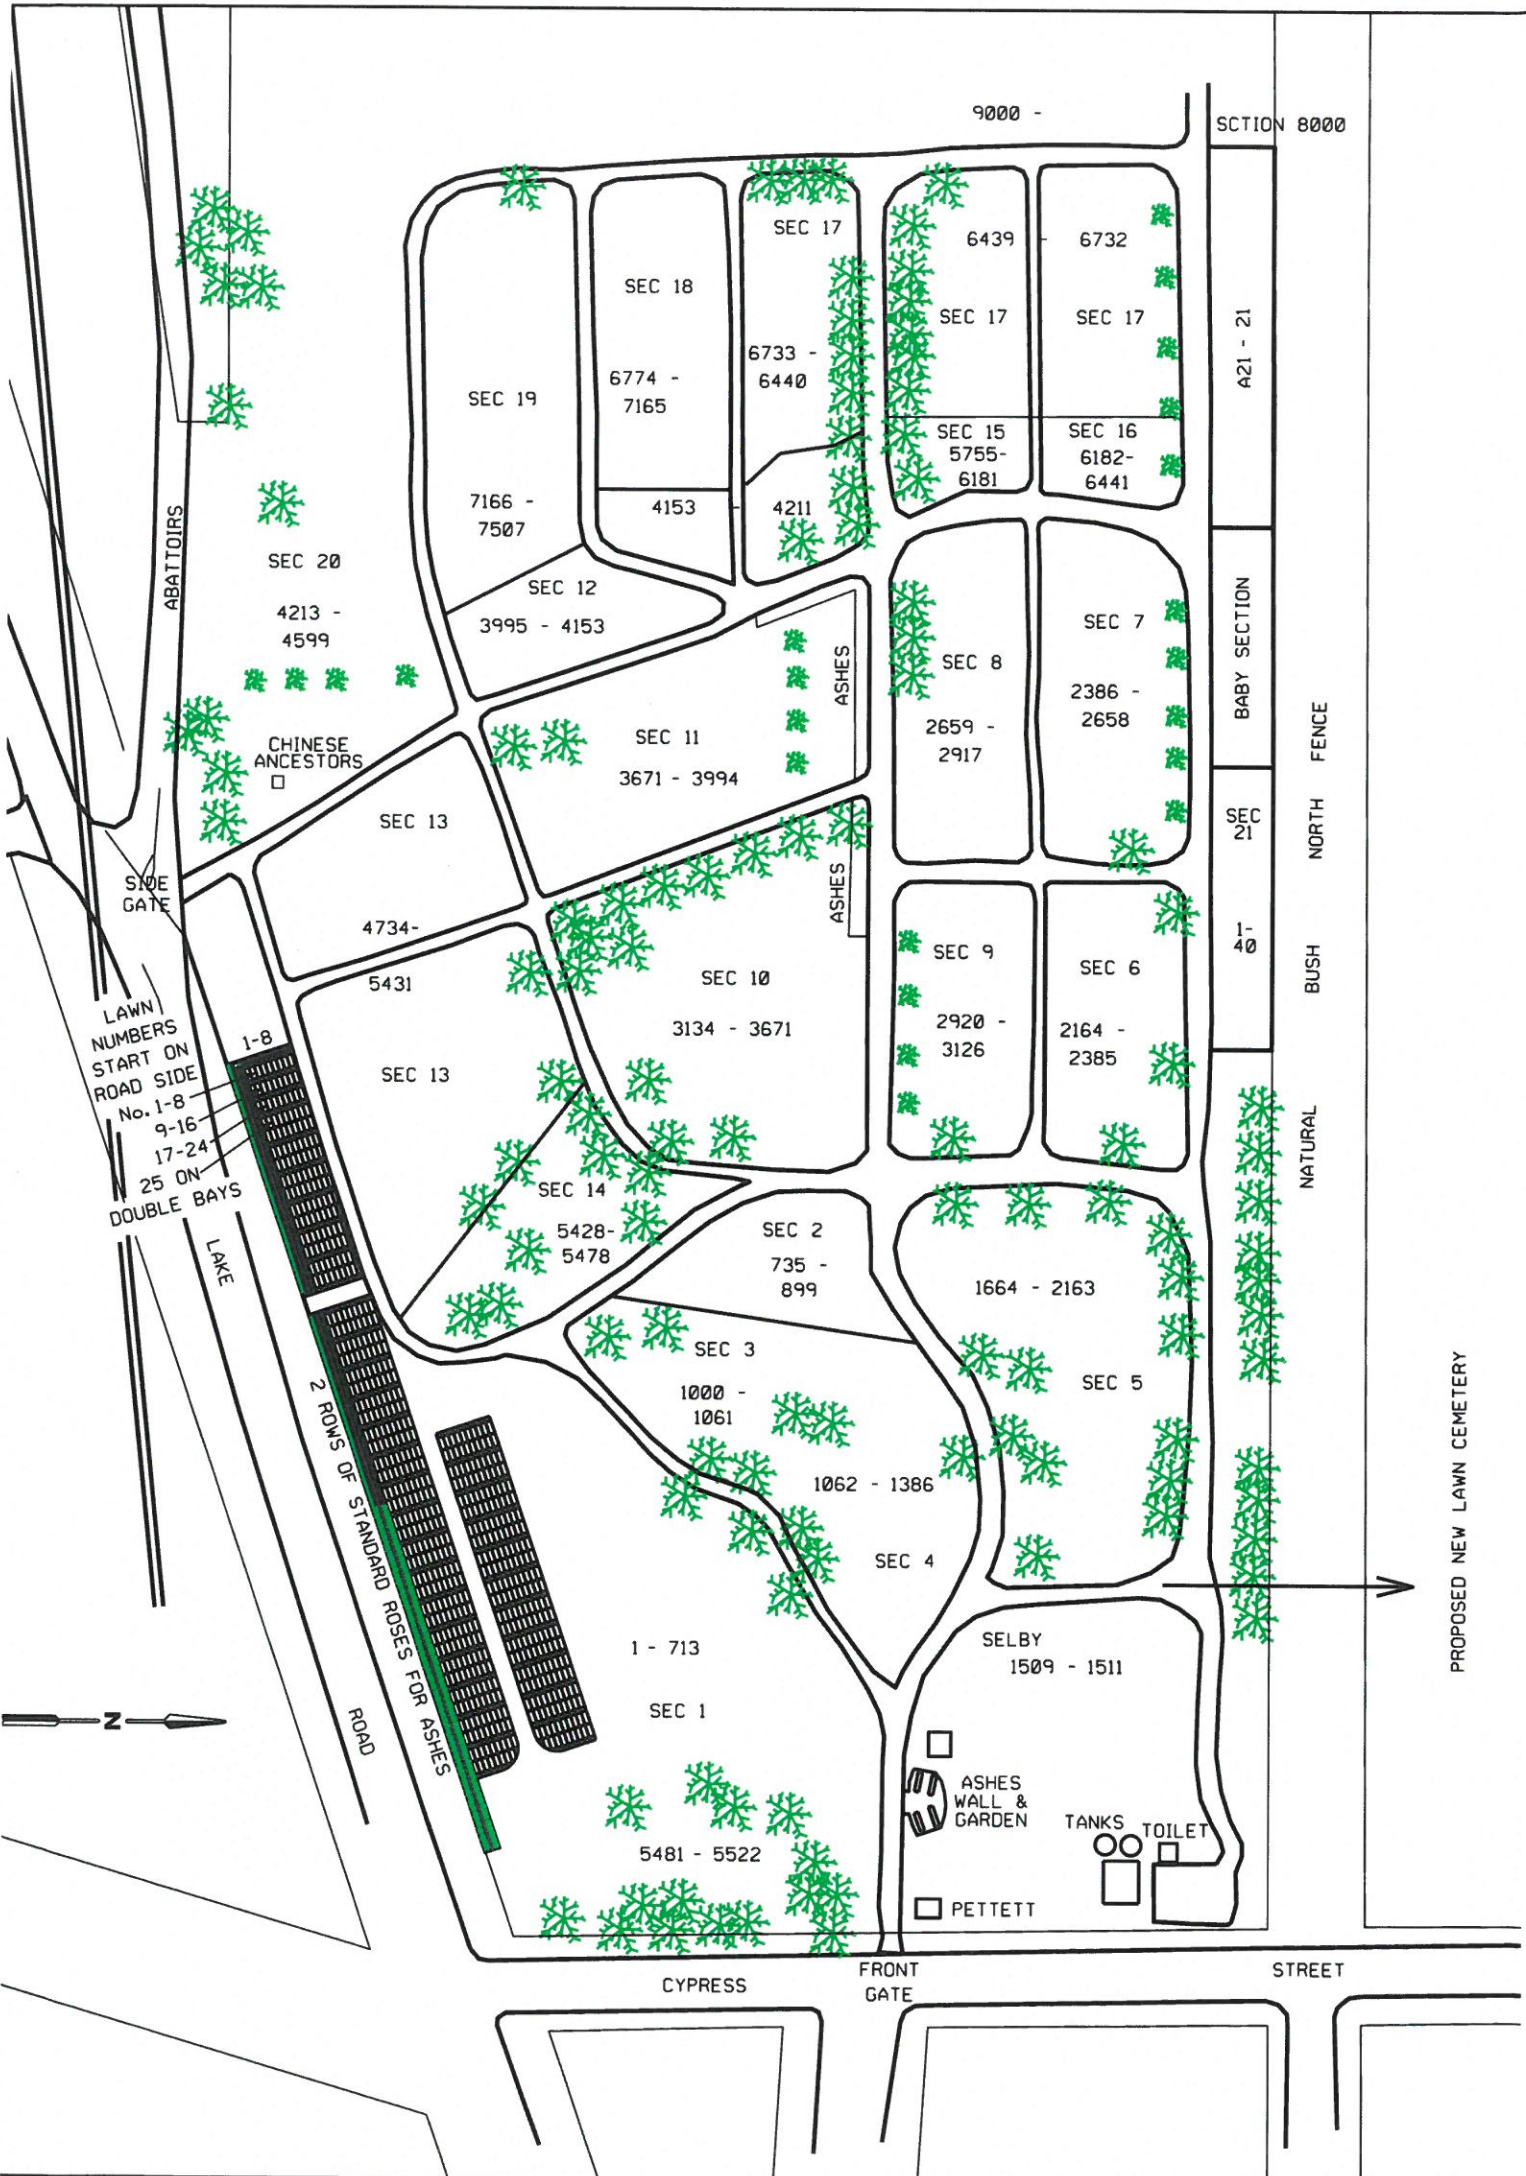 9000 -
SCTION 8000
SEC 17
6439 - 6732
SEC 18
SEC 17
SEC 17
A21 - 21
6733 -
6440
6774 -
7165
SEC 19
SEC 15
5755-
6181
SEC 16
6182-
6441
7166 -
7507
4153 - 4211
ABATTOIRS
SEC 20
4213 -
4599
SEC 12
3995 - 4153
SEC 7
2386 -
2658
BABY SECTION
ASHES
SEC 8
2659 -
2917
CHINESE
ANCESTORS
SEC 11
3671 - 3994
NATURAL BUSH NORTH FENCE
SEC 13
SEC
21
SIDE
GATE
ASHES
4734-
5431
1-
40
SEC 9
2920 -
3126
SEC 6
2164 -
2385
SEC 10
3134 - 3671
LAWN
NUMBERS
START ON
ROAD SIDE
No. 1-8
9-16
17-24
25 ON
DOUBLE BAYS
1-8
SEC 13
SEC 14
5428-
5478
LAKE
SEC 2
735 -
899
1664 - 2163
SEC 3
1000 -
1061
SEC 5
2 ROWS OF STANDARD ROSES FOR ASHES
PROPOSED NEW LAWN CEMETERY
1062 - 1386
SEC 4
1 - 713
SEC 1
SELBY
1509 - 1511
N
ROAD
ASHES
WALL &
GARDEN
TANKS
TOILET
5481 - 5522
PETTETT
CYPRESS
FRONT
GATE
STREET